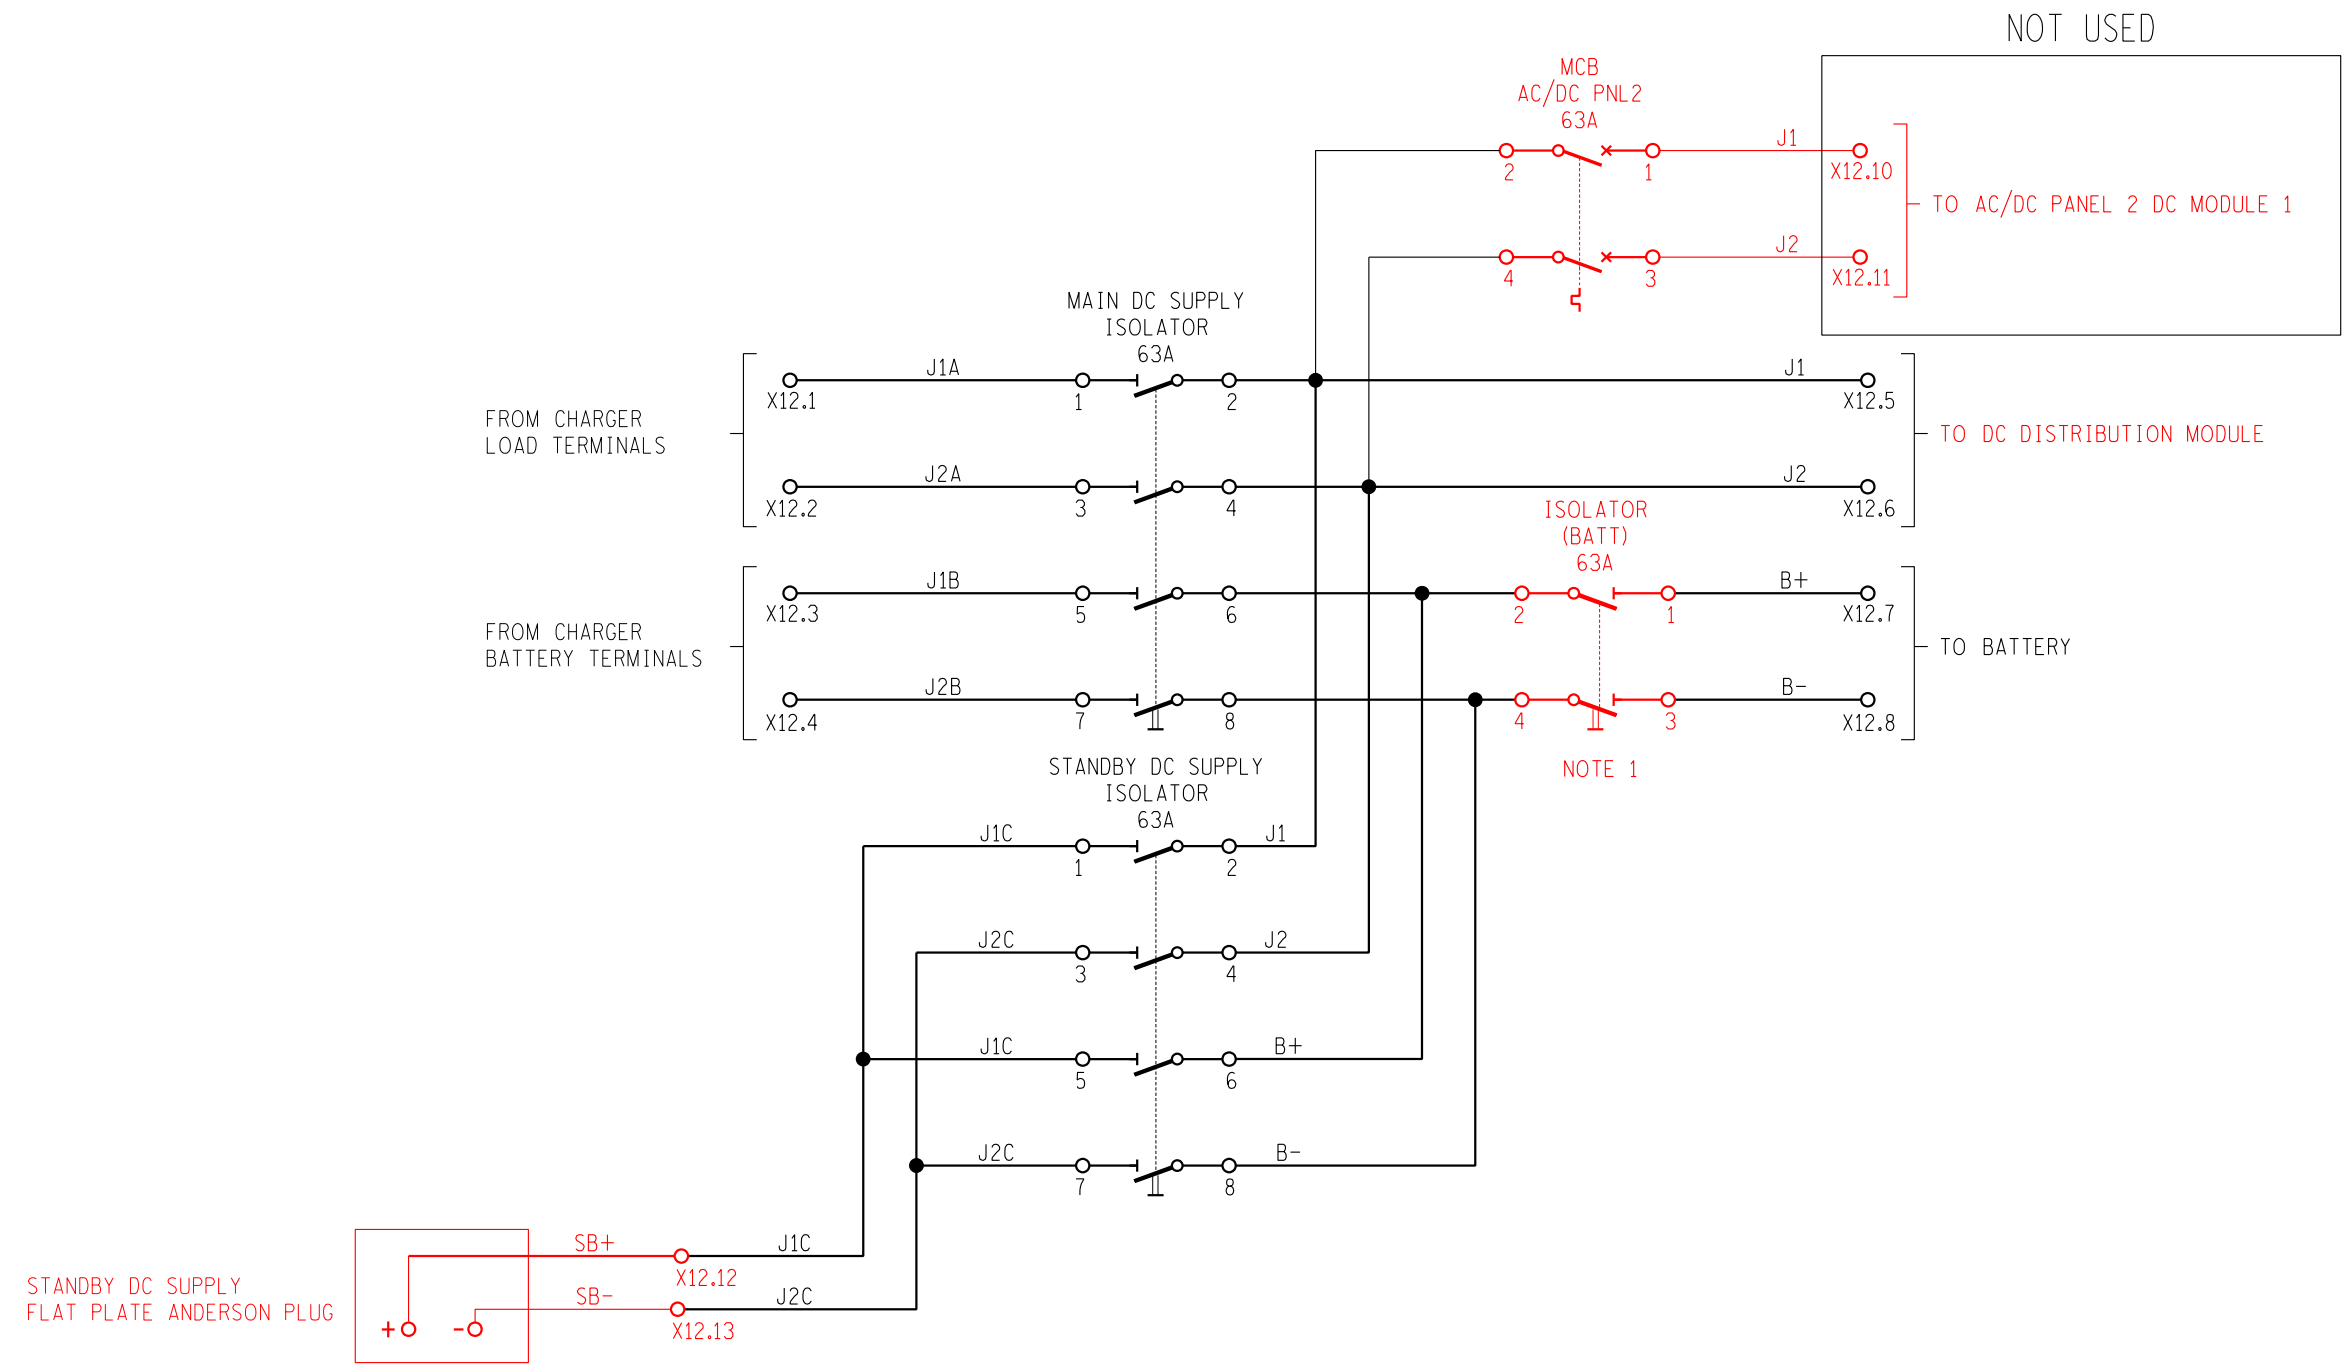 NOT USED
MCB
AC/DC PNL2
63A
J1
2
1
X12.10
TO AC/DC PANEL 2 DC MODULE 1
J2
4
3
X12.11
MAIN DC SUPPLY
ISOLATOR
63A
J1A
J1
X12.1
1
2
X12.5
FROM CHARGER
LOAD TERMINALS
TO DC DISTRIBUTION MODULE
J2A
J2
X12.2
3
4
X12.6
ISOLATOR
(BATT)
63A
J1B
B+
X12.3
5
6
2
1
X12.7
FROM CHARGER
BATTERY TERMINALS
TO BATTERY
J2B
B-
X12.4
7
8
4
3
X12.8
NOTE 1
STANDBY DC SUPPLY
ISOLATOR
63A
J1C
J1
1
2
J2C
J2
3
4
J1C
B+
5
6
J2C
B-
7
8
SB+
J1C
X12.12
STANDBY DC SUPPLY
FLAT PLATE ANDERSON PLUG
SB-
J2C
+
-
X12.13